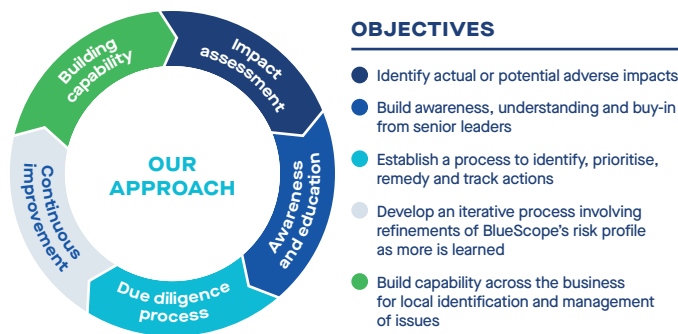 Building
capability
Impact
assessment
Awareness
and education
Due diligence
process
Continuous
improvement
OUR
APPROACH
OBJECTIVES
Identify actual or potential adverse impacts
Build awareness, understanding and buy-in
from senior leaders
Establish a process to identify, prioritise,
remedy and track actions
Develop an iterative process involving
refinements of BlueScope's risk profile
as more is learned
Build capability across the business
for local identification and management
of issues